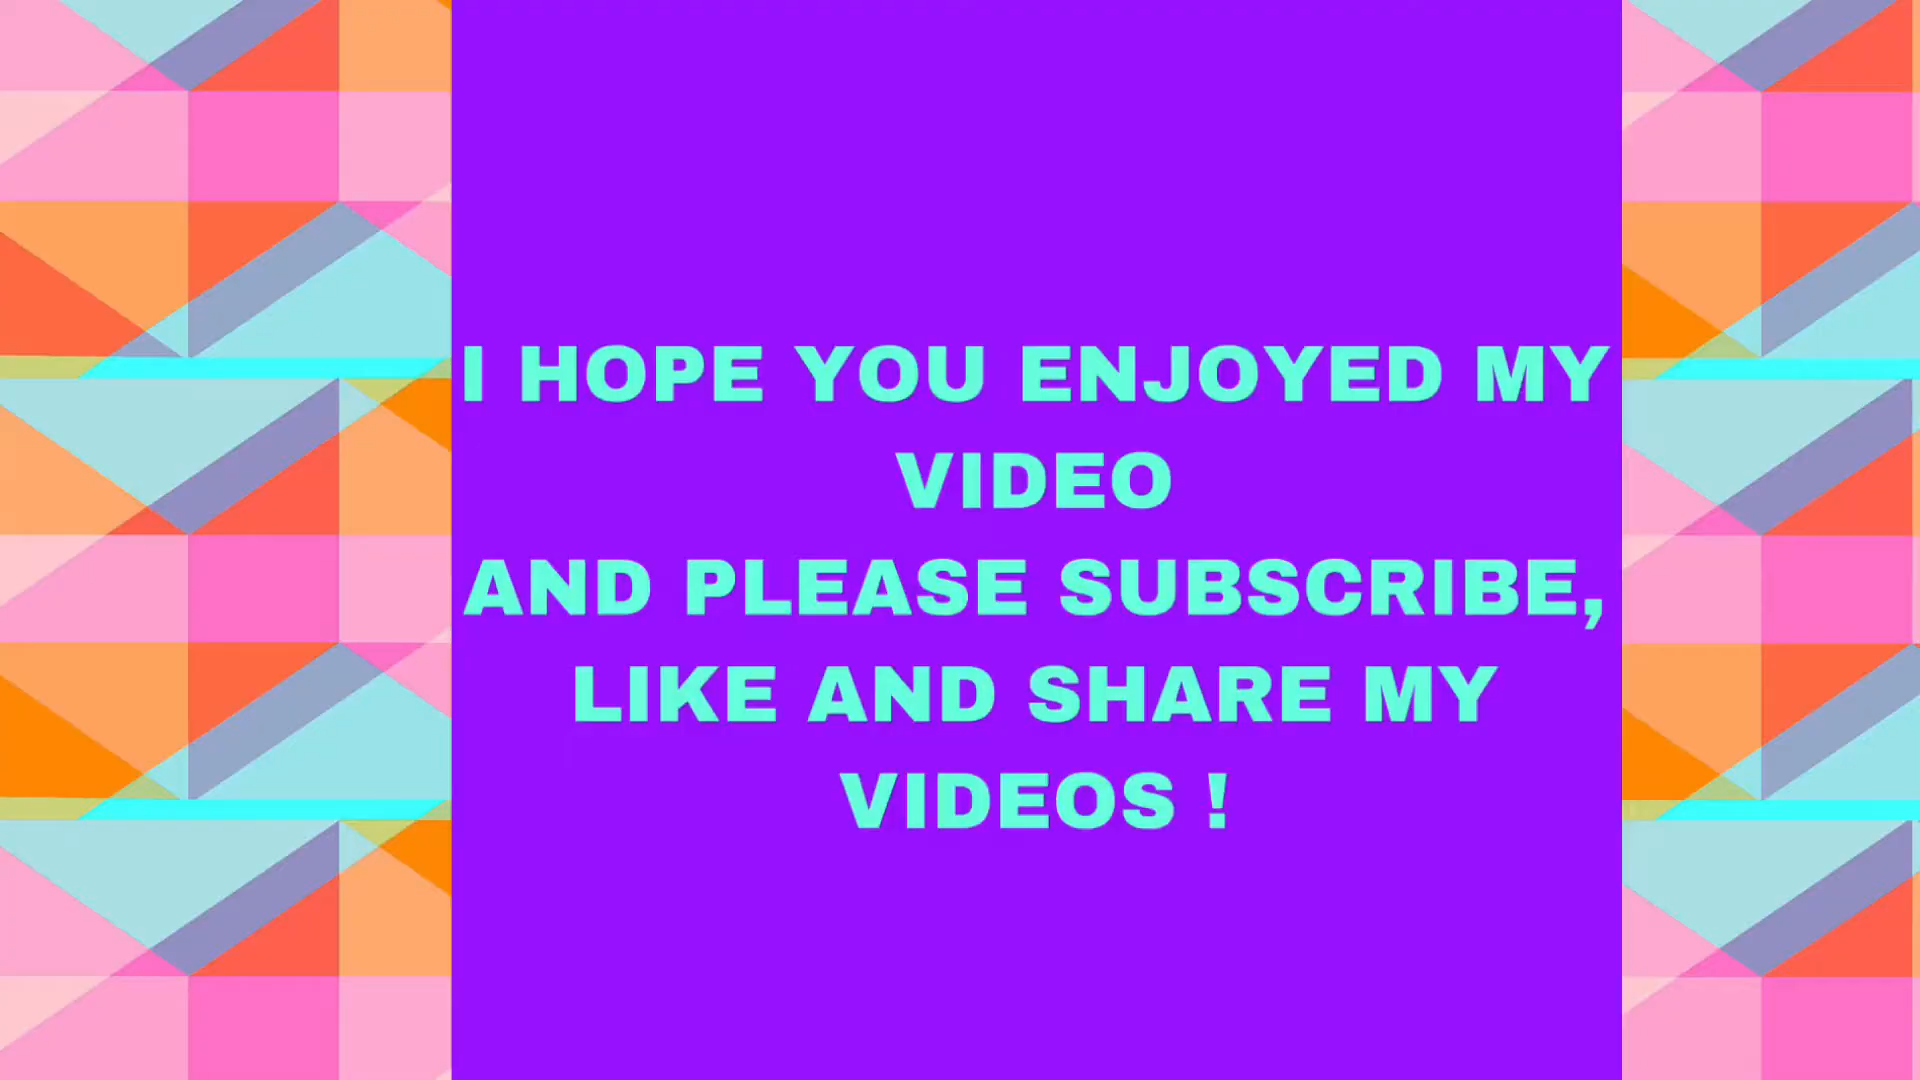 I HOPE YOU ENJOYED MY
VIDEO
AND PLEASE SUBSCRIBE,
LIKE AND SHARE MY
VIDEOS !